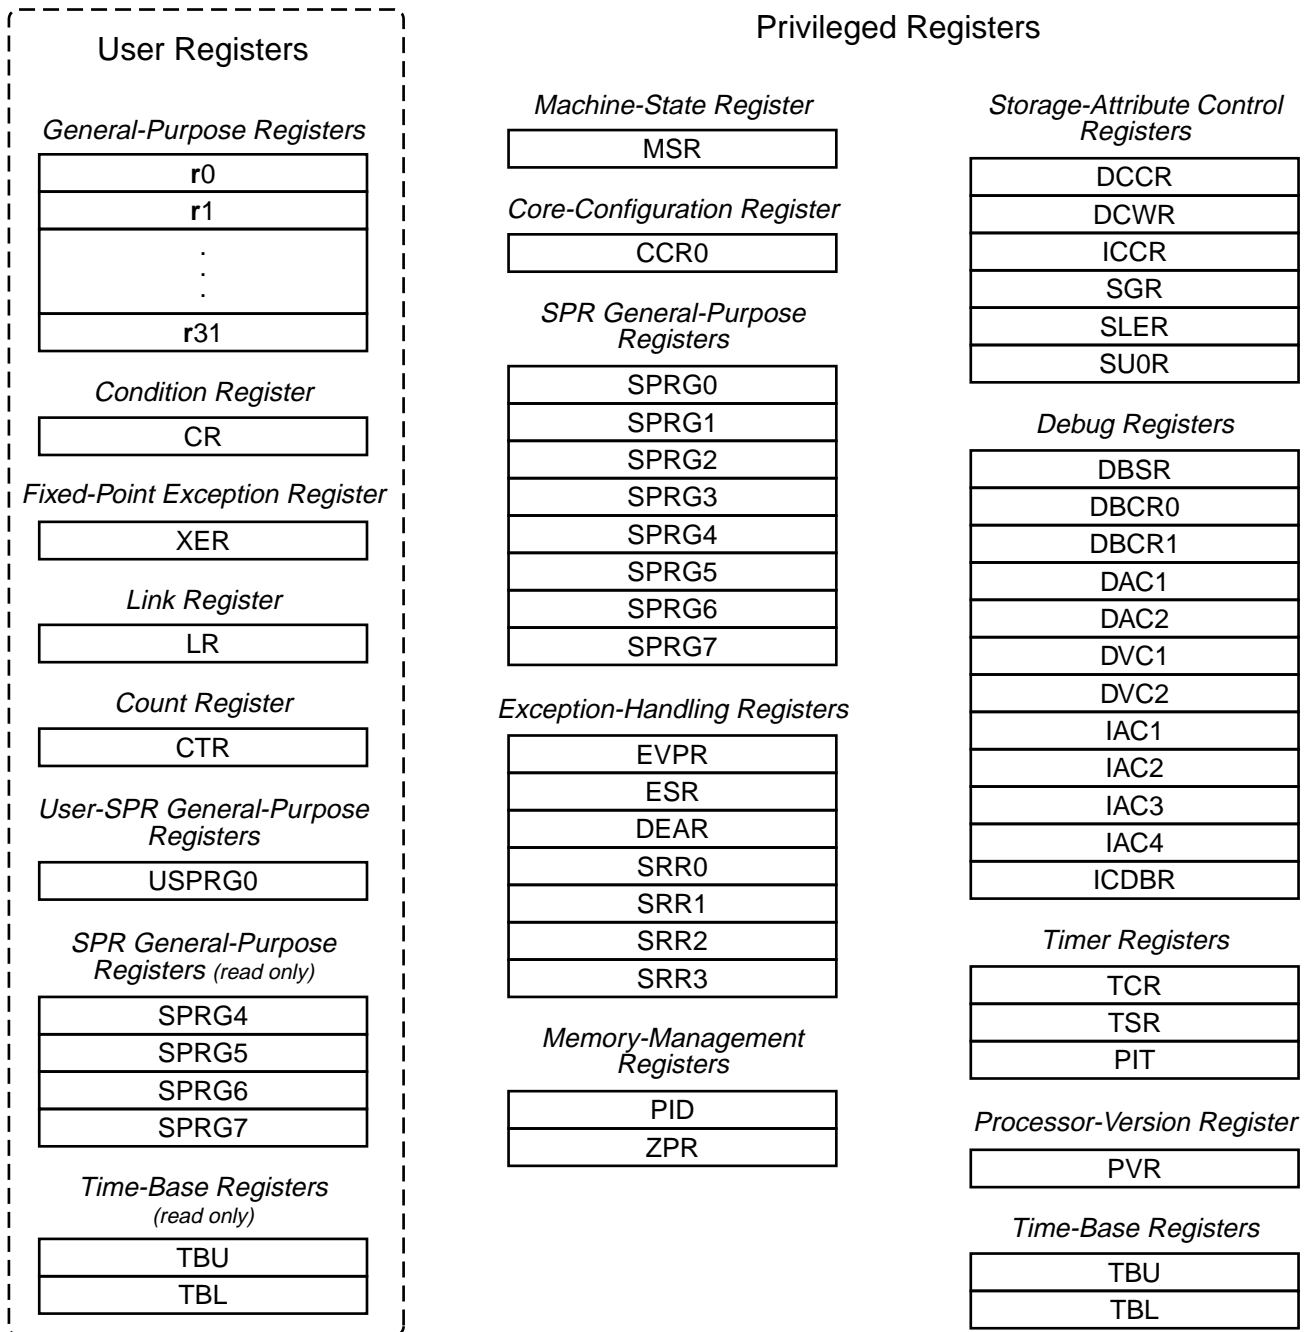 User Registers
General-Purpose Registers
r0
r1
.
.
.
r31
Condition Register
CR
Fixed-Point Exception Register
XER
Link Register
LR
Count Register
CTR
User-SPR General-Purpose
Registers
USPRG0
SPR General-Purpose
Registers (read only)
SPRG4
SPRG5
SPRG6
SPRG7
Time-Base Registers
(read only)
TBU
TBL
Privileged Registers
Machine-State Register
MSR
Core-Configuration Register
CCR0
SPR General-Purpose
Registers
SPRG0
SPRG1
SPRG2
SPRG3
SPRG4
SPRG5
SPRG6
SPRG7
Exception-Handling Registers
EVPR
ESR
DEAR
SRR0
SRR1
SRR2
SRR3
Memory-Management
Registers
PID
ZPR
Storage-Attribute Control
Registers
DCCR
DCWR
ICCR
SGR
SLER
SU0R
Debug Registers
DBSR
DBCR0
DBCR1
DAC1
DAC2
DVC1
DVC2
IAC1
IAC2
IAC3
IAC4
ICDBR
Timer Registers
TCR
TSR
PIT
Processor-Version Register
PVR
Time-Base Registers
TBU
TBL